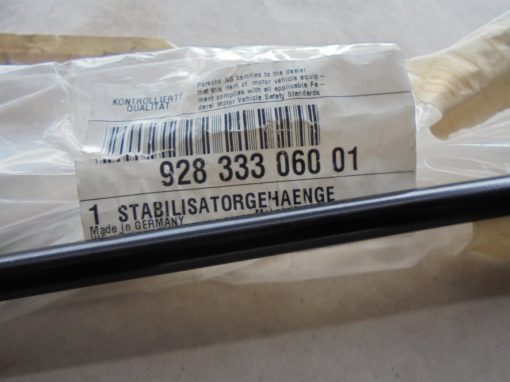 KONTROLLIERTE
QUALITÄT
Porsche AG certifies to the dealer
that this item of motor vehicle equip-
ment complies with all applicable Fe-
deral Motor Vehicle Safety Standards
928 333 060 01
1 STABILISATORGEHAENGE
Made in GERMANY